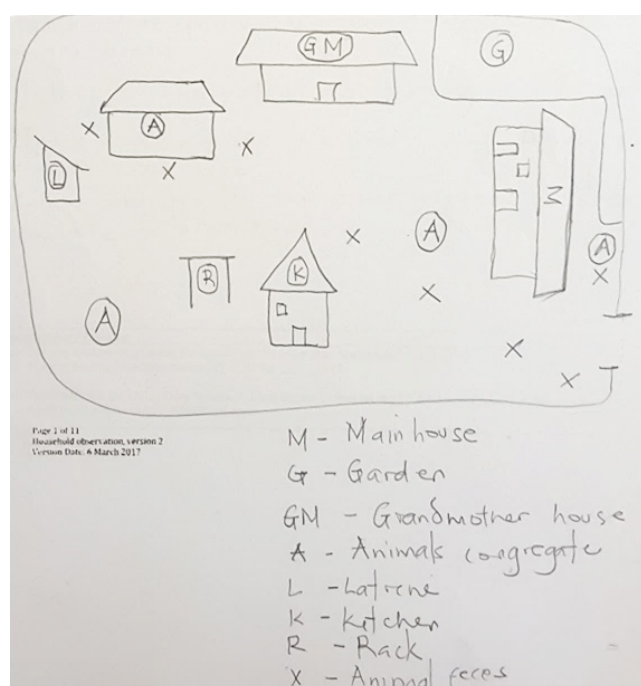 GM
G
A
L
M
A
A
R
K
A
X
X
X
X
X
X
X
X
Page 1 of 11
Household observation, version 2
Version Date: 6 March 2017
M - Main house
G - Garden
GM - Grandmother house
A - Animals congregate
L - Latrene
K - Kitchen
R - Rack
X - Animal feces